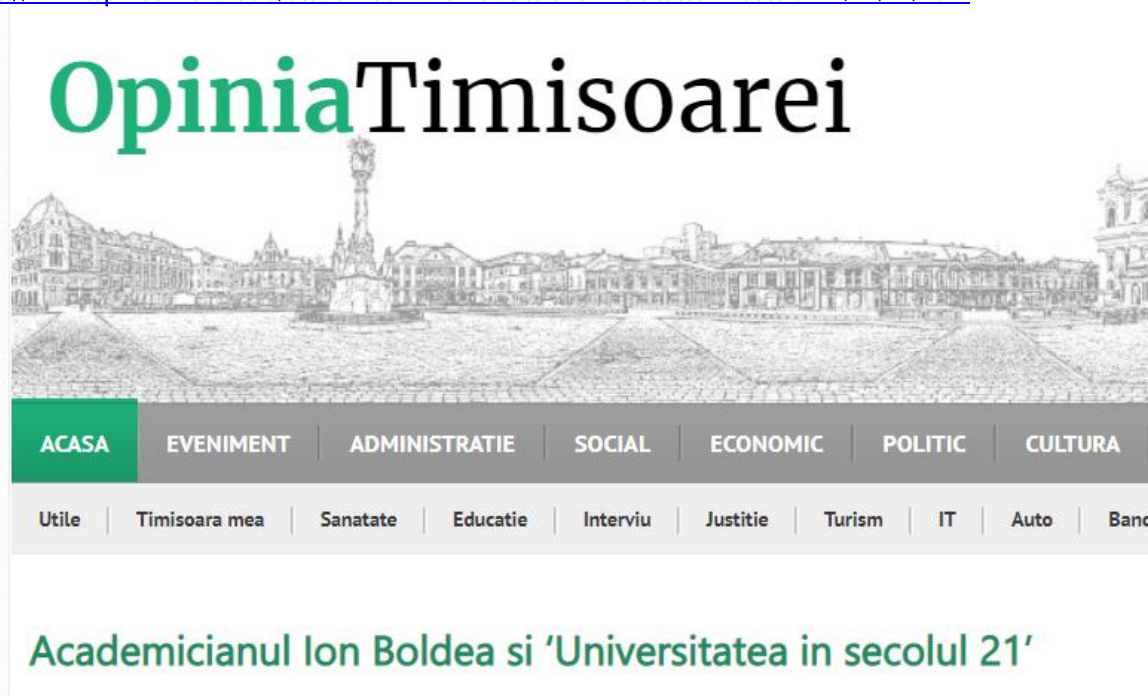 OpiniaTimisoarei
ACASA EVENIMENT ADMINISTRATIE SOCIAL ECONOMIC POLITIC CULTURA
Utile Timisoara mea Sanatate Educatie Interviu Justitie Turism IT Auto
Academicianul Ion Boldea si ‘Universitatea in secolul 21’